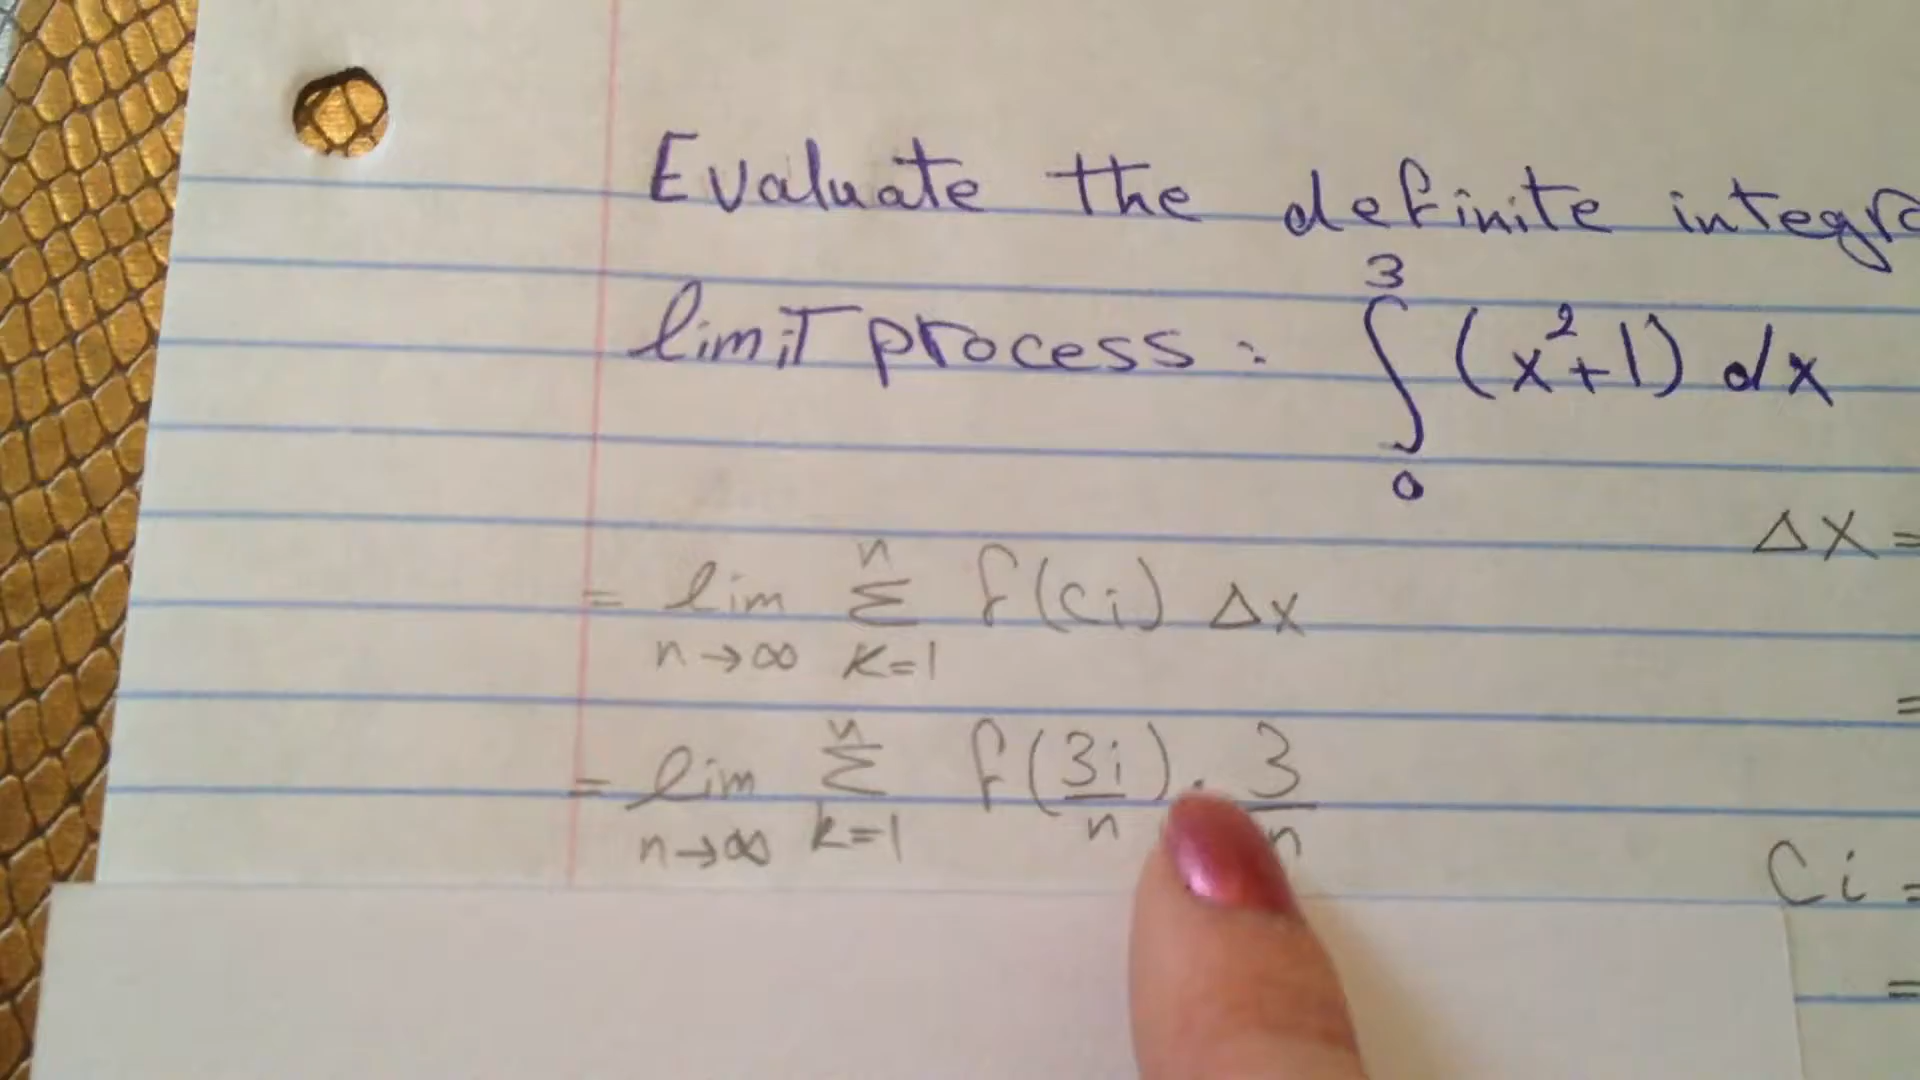 Evaluate the definite
limit process: ∫₀³ (x²+1) dx
Δx =
= lim n→∞ Σ k=1 n f(ci) Δx
=
= lim n→∞ Σ k=1 n f(3i/n) · 3/n
Ci =
=